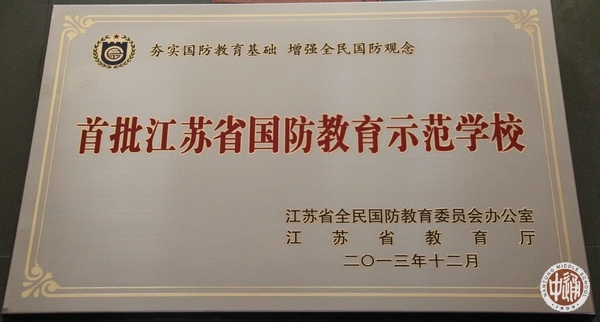 夯实国防教育基础 增强全民国防观念
首批江苏省国防教育示范学校
江苏省全民国防教育委员会办公室
江苏省教育厅
二〇一三年十二月
NANTONG MIDDLE SCHOOL